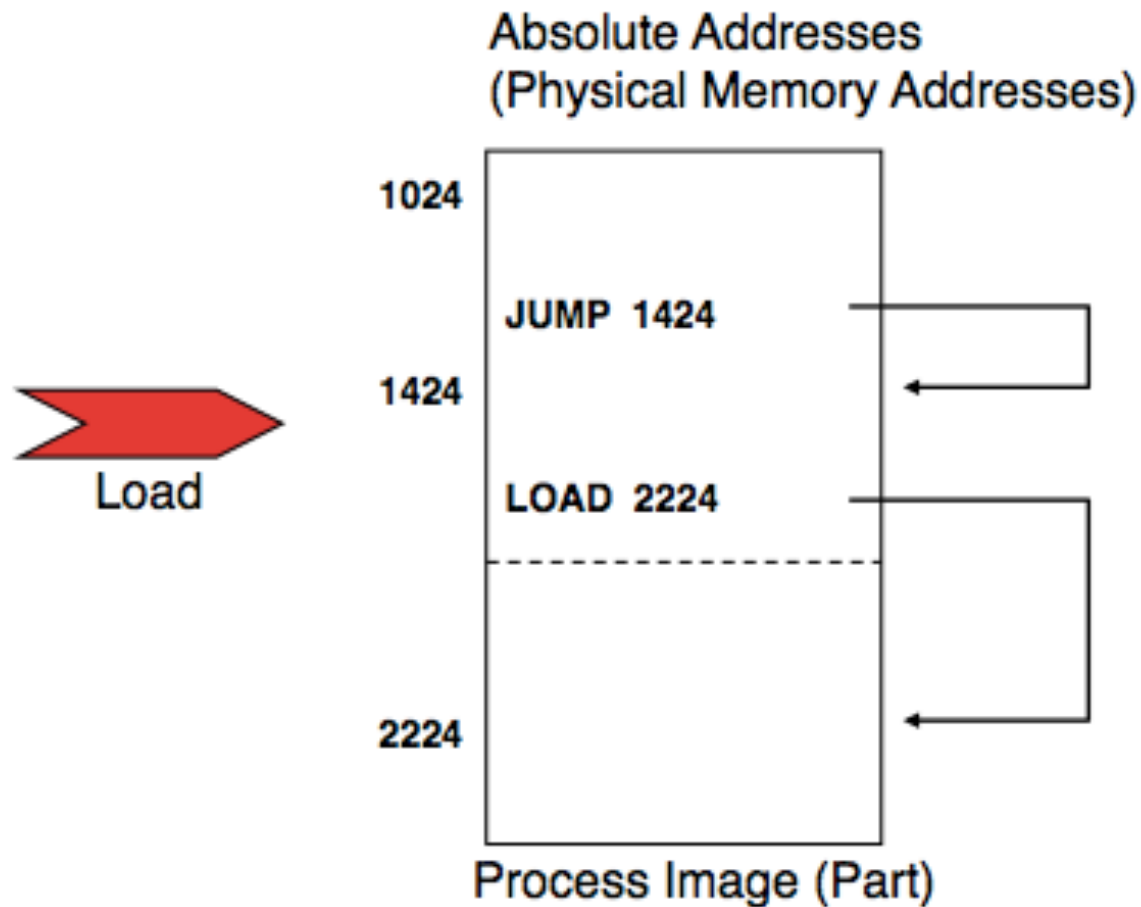 Absolute Addresses
(Physical Memory Addresses)
1024
JUMP 1424
1424
Load
LOAD 2224
2224
Process Image (Part)